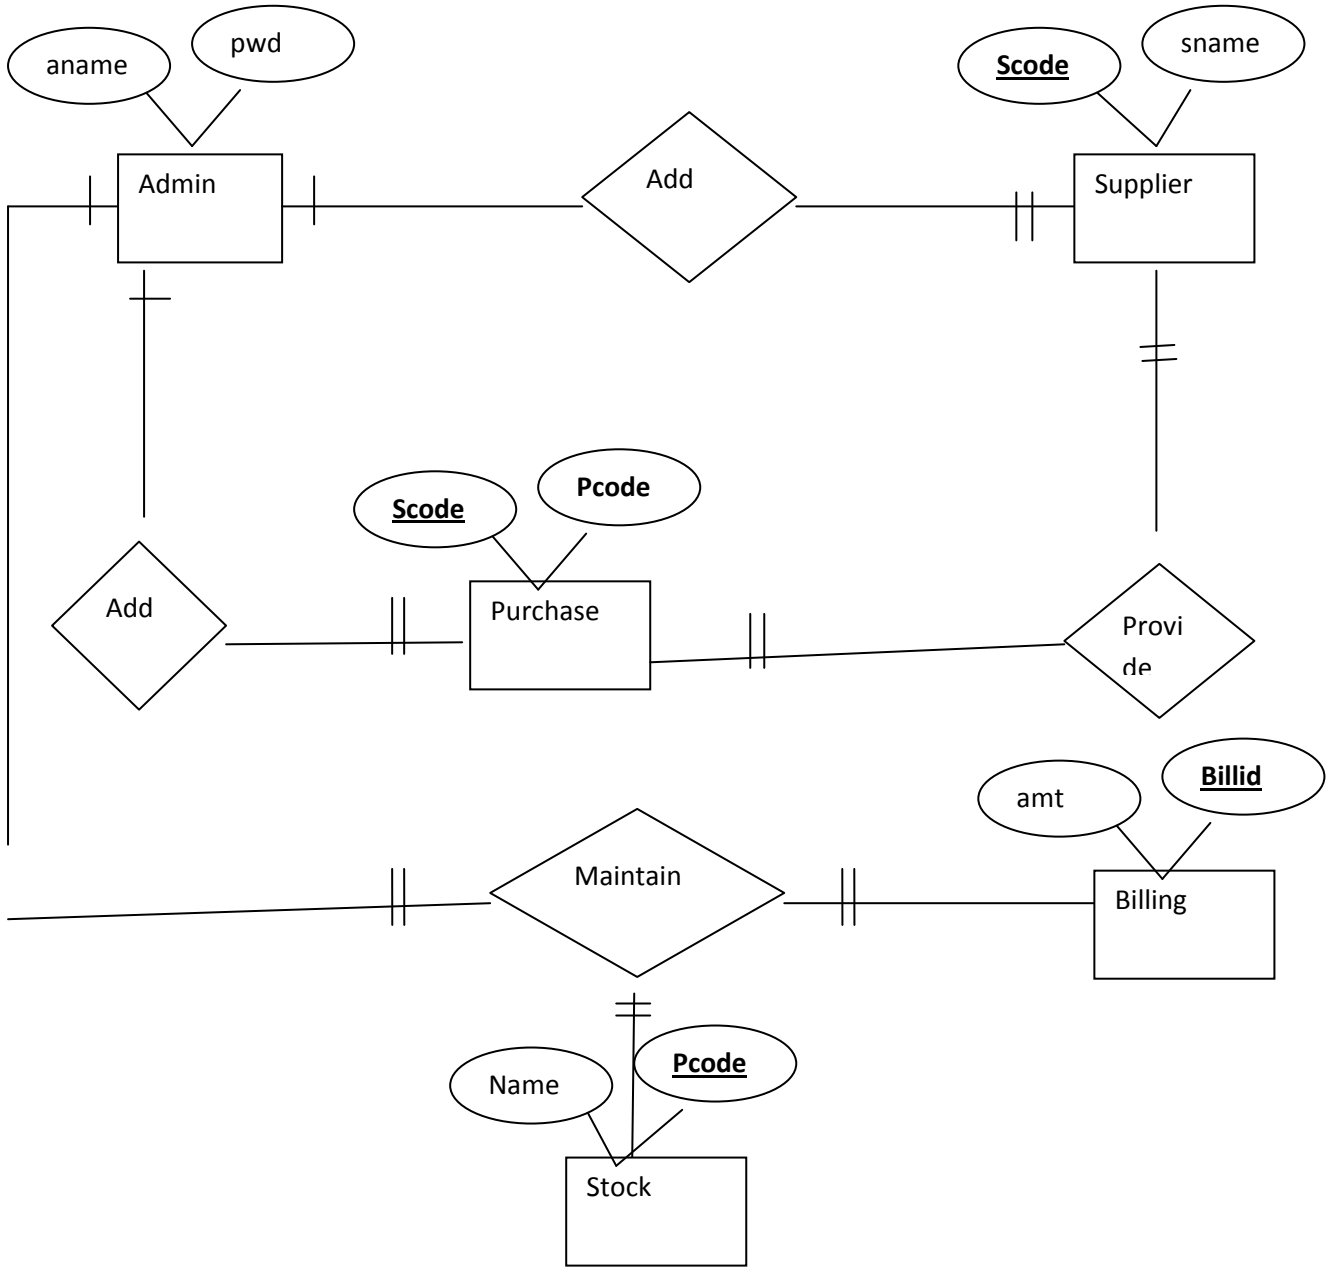 pwd
aname
sname
Scode
Admin
Add
Supplier
Scode
Pcode
Add
Purchase
Provi
de
amt
Billid
Maintain
Billing
Name
Pcode
Stock